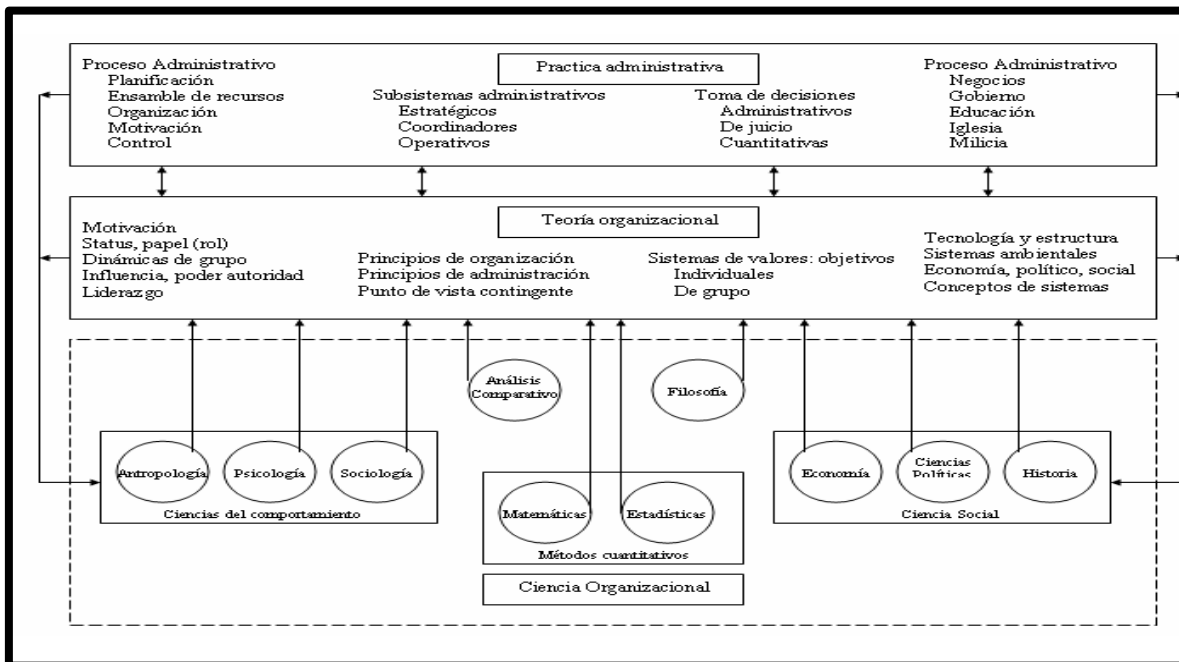 Practica administrativa
Proceso Administrativo
Planificación
Ensamble de recursos
Organización
Motivación
Control
Subsistemas administrativos
Estratégicos
Coordinadores
Operativos
Toma de decisiones
Administrativos
De juicio
Cuantitativas
Proceso Administrativo
Negocios
Gobierno
Educación
Iglesia
Milicia
Teoría organizacional
Motivación
Status, papel (rol)
Dinámicas de grupo
Influencia, poder autoridad
Liderazgo
Principios de organización
Principios de administración
Punto de vista contingente
Sistemas de valores: objetivos
Individuales
De grupo
Tecnología y estructura
Sistemas ambientales
Economía, político, social
Conceptos de sistemas
Análisis
Comparativo
Filosofía
Antropología
Psicología
Sociología
Ciencias del comportamiento
Matemáticas
Estadísticas
Métodos cuantitativos
Economía
Ciencias
Políticas
Historia
Ciencia Social
Ciencia Organizacional